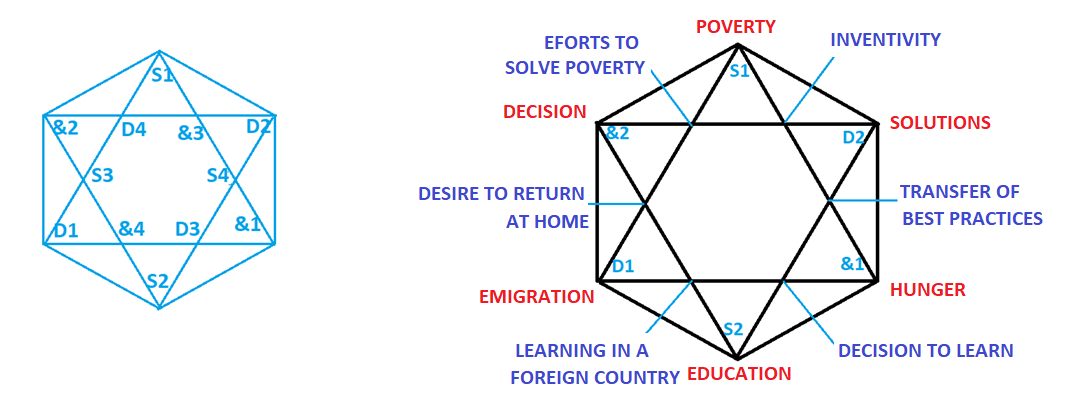 S1
&2
D4
&3
D2
S3
S4
D1
&4
D3
&1
S2
POVERTY
EFORTS TO
SOLVE POVERTY
INVENTIVITY
S1
DECISION
&2
D2
SOLUTIONS
DESIRE TO RETURN
AT HOME
TRANSFER OF
BEST PRACTICES
D1
&1
EMIGRATION
HUNGER
S2
LEARNING IN A
FOREIGN COUNTRY
DECISION TO LEARN
EDUCATION